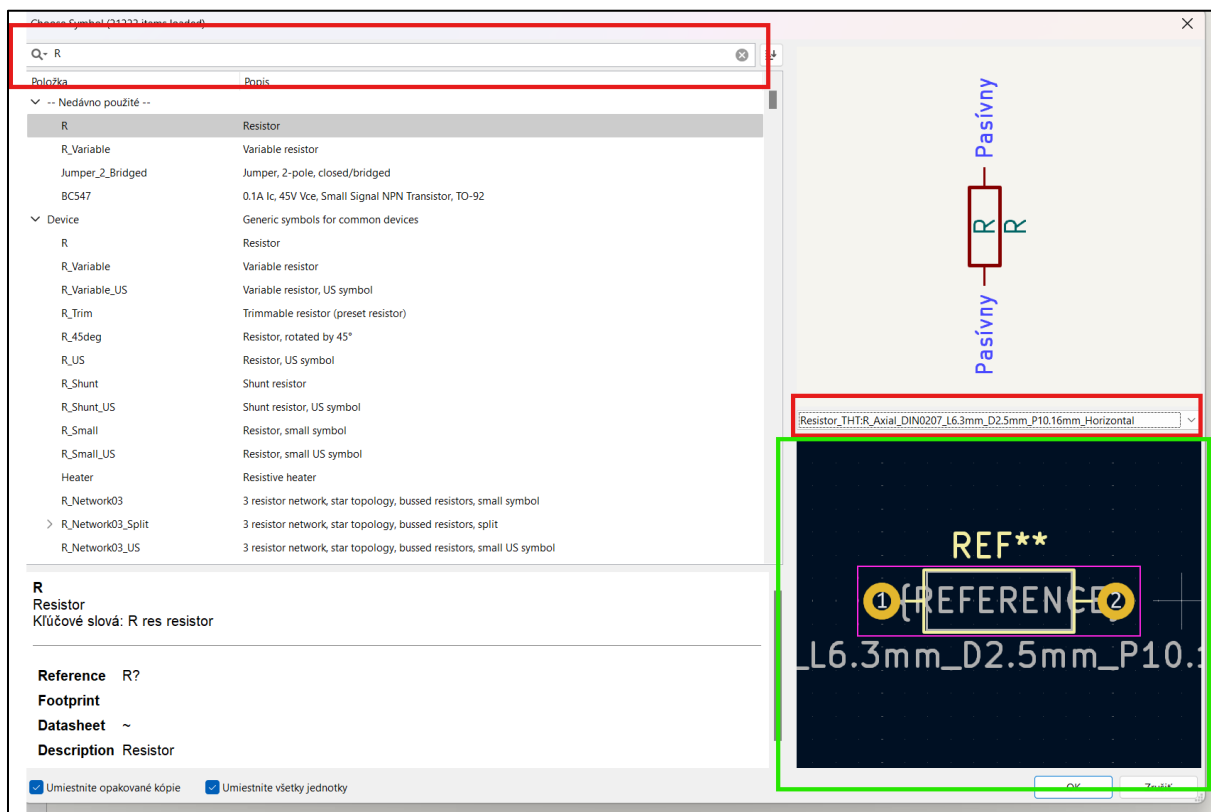 Choose Symbol (21222 items loaded)
R
Položka Popis
-- Nedávno použité --
R Resistor
R_Variable Variable resistor
Jumper_2_Bridged Jumper, 2-pole, closed/bridged
BC547 0.1A Ic, 45V Vce, Small Signal NPN Transistor, TO-92
Device Generic symbols for common devices
R Resistor
R_Variable Variable resistor
R_Variable_US Variable resistor, US symbol
R_Trim Trimmable resistor (preset resistor)
R_45deg Resistor, rotated by 45°
R_US Resistor, US symbol
R_Shunt Shunt resistor
R_Shunt_US Shunt resistor, US symbol
R_Small Resistor, small symbol
R_Small_US Resistor, small US symbol
Heater Resistive heater
R_Network03 3 resistor network, star topology, bussed resistors, small symbol
R_Network03_Split 3 resistor network, star topology, bussed resistors, split
R_Network03_US 3 resistor network, star topology, bussed resistors, small US symbol
R
Resistor
Kľúčové slová: R res resistor
Reference R?
Footprint
Datasheet ~
Description Resistor
Umiestnite opakované kópie Umiestnite všetky jednotky
Pasívny
R R
Pasívny
Resistor_THT:R_Axial_DIN0207_L6.3mm_D2.5mm_P10.16mm_Horizontal
REF**
1 {REFERENCE} 2
_L6.3mm_D2.5mm_P10.1
OK Zrušiť